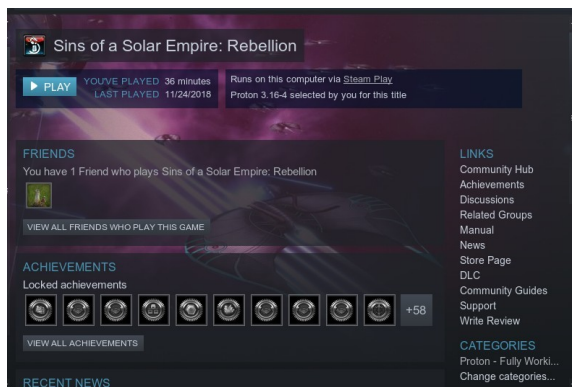 Sins of a Solar Empire: Rebellion
PLAY
YOU'VE PLAYED 36 minutes
LAST PLAYED 11/24/2018
Runs on this computer via Steam Play
Proton 3.16-4 selected by you for this title
FRIENDS
You have 1 Friend who plays Sins of a Solar Empire: Rebellion
VIEW ALL FRIENDS WHO PLAY THIS GAME
ACHIEVEMENTS
Locked achievements
+58
VIEW ALL ACHIEVEMENTS
RECENT NEWS
LINKS
Community Hub
Achievements
Discussions
Related Groups
Manual
News
Store Page
DLC
Community Guides
Support
Write Review
CATEGORIES
Proton - Fully Worki...
Change categories...